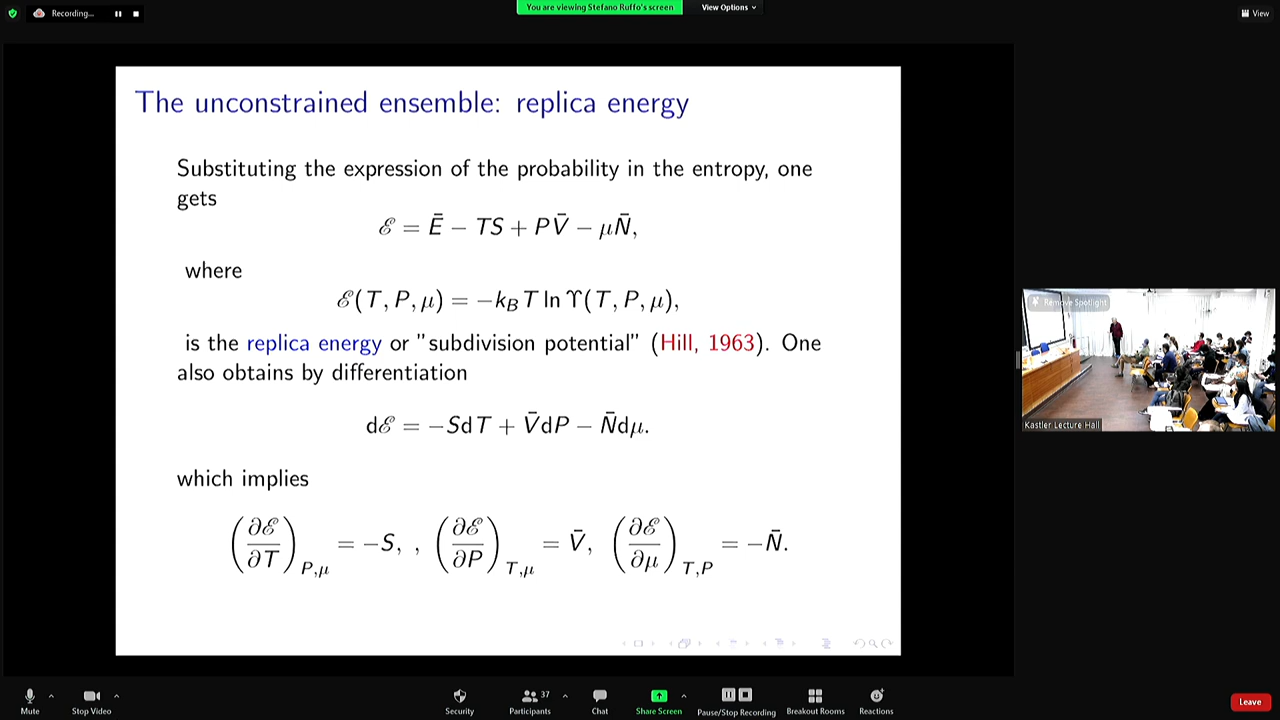 Recording...
You are viewing Stefano Ruffo's screen
View Options
View
The unconstrained ensemble: replica energy
Substituting the expression of the probability in the entropy, one
gets
ℰ = Ē − TS + PV̄ − μN̄,
where
ℰ(T, P, μ) = −k_B T ln ϒ(T, P, μ),
is the replica energy or "subdivision potential" (Hill, 1963). One
also obtains by differentiation
dℰ = −SdT + V̄dP − N̄dμ.
which implies
(∂ℰ/∂T)_{P,μ} = −S, , (∂ℰ/∂P)_{T,μ} = V̄, (∂ℰ/∂μ)_{T,P} = −N̄.
Remove Spotlight
Kastler Lecture Hall
Mute
Stop Video
Security
Participants
37
Chat
Share Screen
Pause/Stop Recording
Breakout Rooms
Reactions
Leave